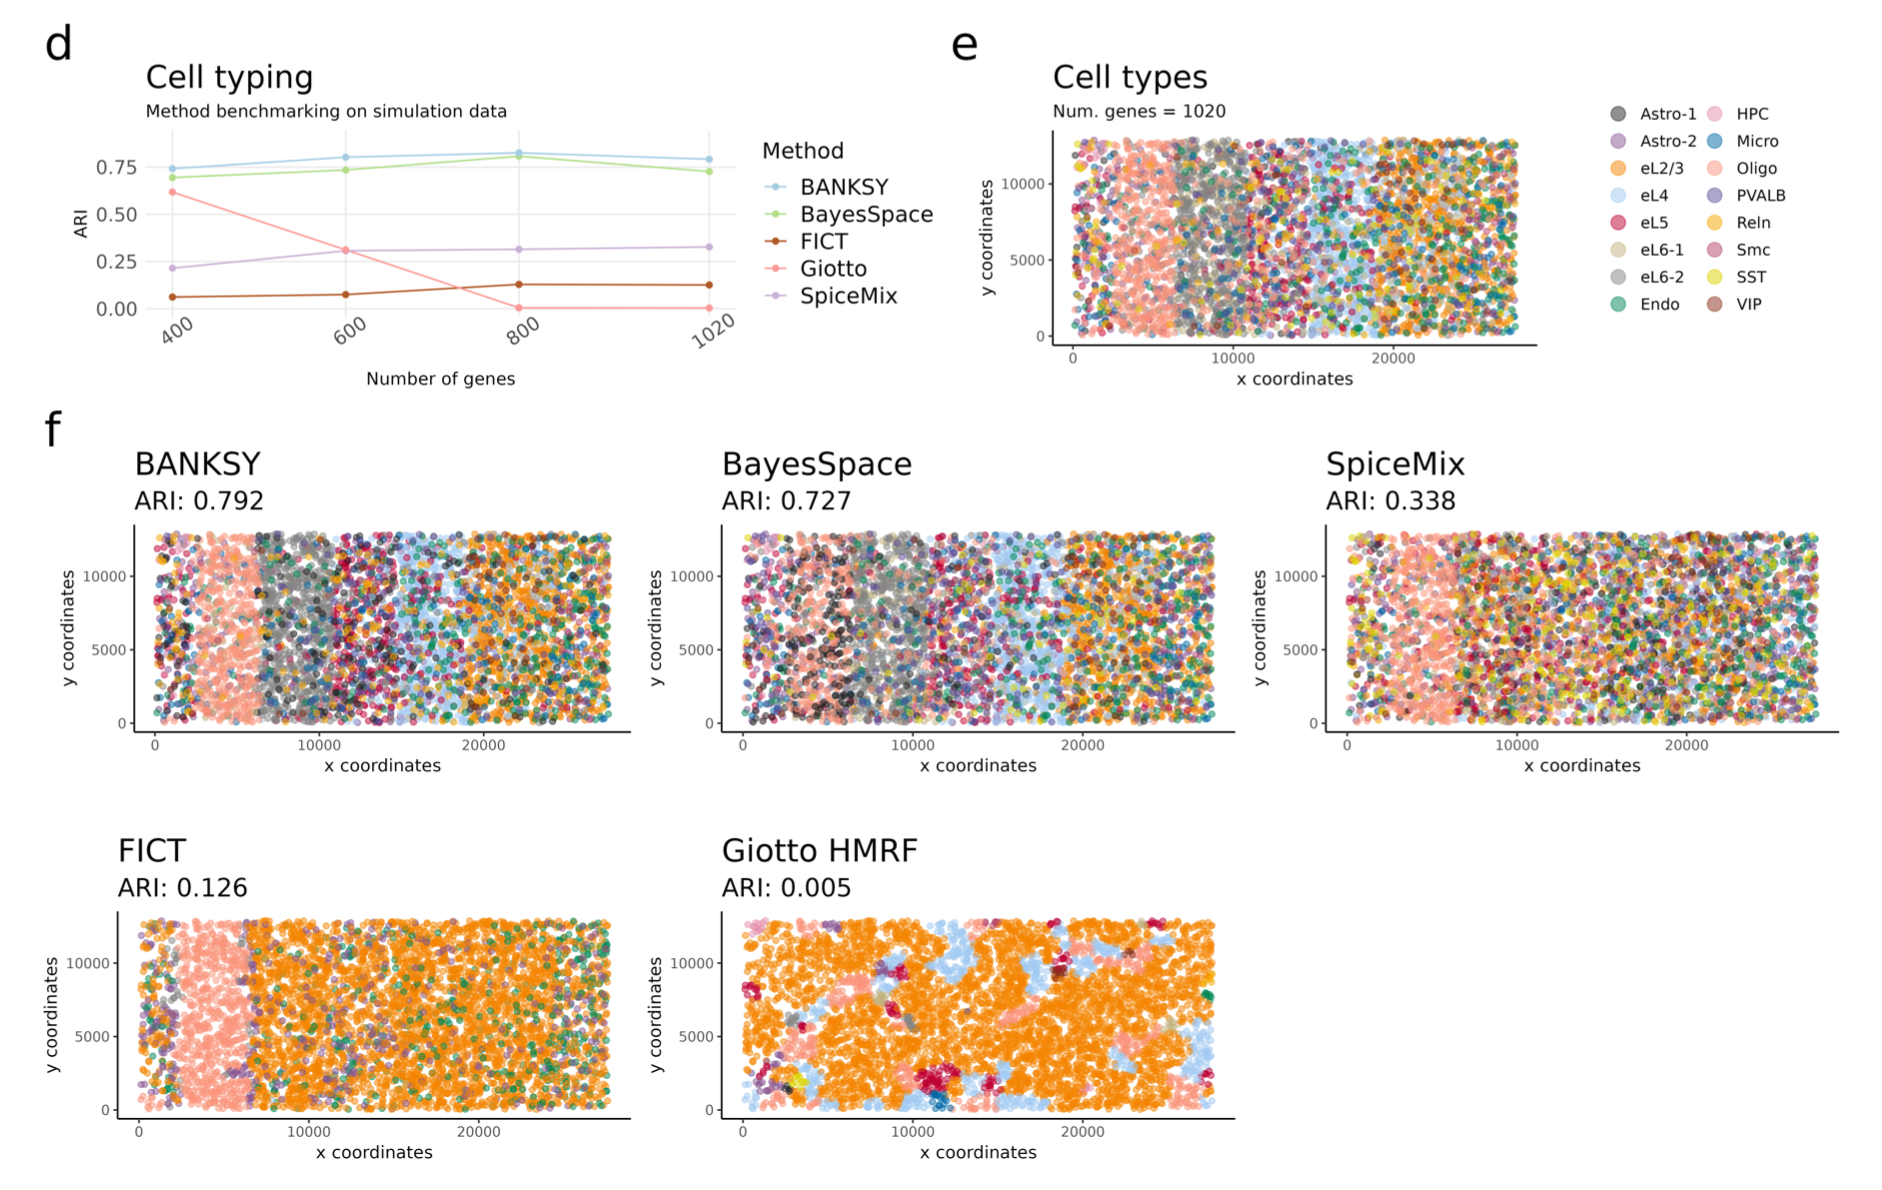 d
Cell typing
Method benchmarking on simulation data
0.75
0.50
0.25
0.00
ARI
400
600
800
1020
Number of genes
Method
BANKSY
BayesSpace
FICT
Giotto
SpiceMix
e
Cell types
Num. genes = 1020
10000
5000
0
y coordinates
0
10000
20000
x coordinates
Astro-1
Astro-2
eL2/3
eL4
eL5
eL6-1
eL6-2
Endo
HPC
Micro
Oligo
PVALB
Reln
Smc
SST
VIP
f
BANKSY
ARI: 0.792
10000
5000
0
y coordinates
0
10000
20000
x coordinates
BayesSpace
ARI: 0.727
10000
5000
0
y coordinates
0
10000
20000
x coordinates
SpiceMix
ARI: 0.338
10000
5000
0
y coordinates
0
10000
20000
x coordinates
FICT
ARI: 0.126
10000
5000
0
y coordinates
0
10000
20000
x coordinates
Giotto HMRF
ARI: 0.005
10000
5000
0
y coordinates
0
10000
20000
x coordinates